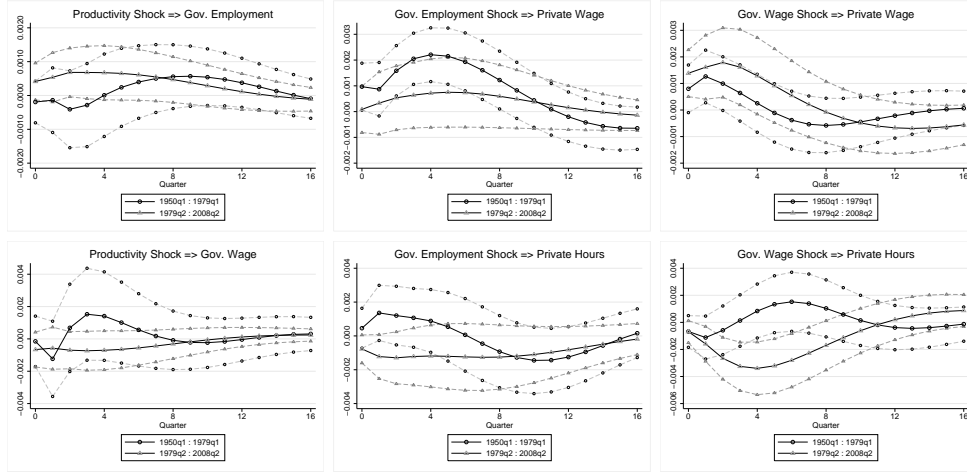 Productivity Shock => Gov. Employment
0.0020
0.0010
0.0000
−0.0010
−0.0020
0 4 8 12 16
Quarter
1950q1 : 1979q1
1979q2 : 2008q2
Gov. Employment Shock => Private Wage
0.003
0.002
0.001
0.000
−0.001
−0.002
0 4 8 12 16
Quarter
1950q1 : 1979q1
1979q2 : 2008q2
Gov. Wage Shock => Private Wage
0.003
0.002
0.001
0.000
−0.001
−0.002
0 4 8 12 16
Quarter
1950q1 : 1979q1
1979q2 : 2008q2
Productivity Shock => Gov. Wage
0.004
0.002
0.000
−0.002
−0.004
0 4 8 12 16
Quarter
1950q1 : 1979q1
1979q2 : 2008q2
Gov. Employment Shock => Private Hours
0.004
0.002
0.000
−0.002
−0.004
0 4 8 12 16
Quarter
1950q1 : 1979q1
1979q2 : 2008q2
Gov. Wage Shock => Private Hours
0.004
0.002
0.000
−0.002
−0.004
−0.006
0 4 8 12 16
Quarter
1950q1 : 1979q1
1979q2 : 2008q2